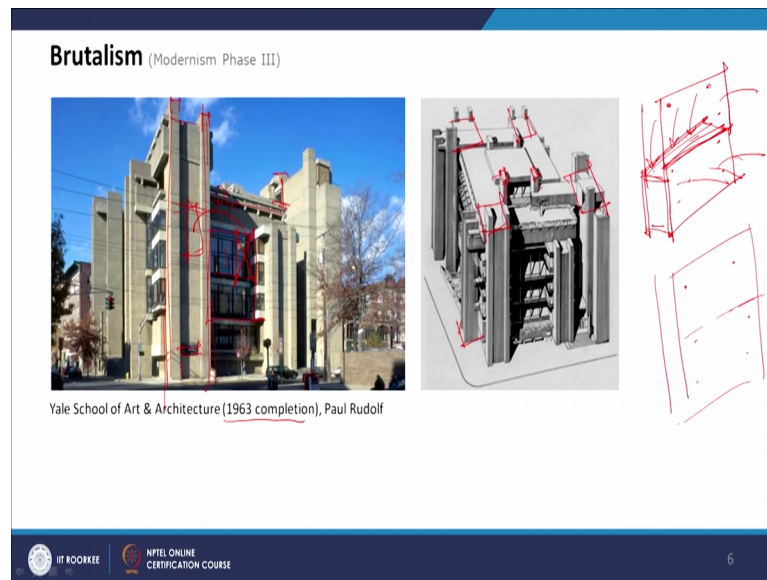 Brutalism (Modernism Phase III)
Yale School of Art & Architecture (1963 completion), Paul Rudolf
IIT ROORKEE
NPTEL ONLINE
CERTIFICATION COURSE
6